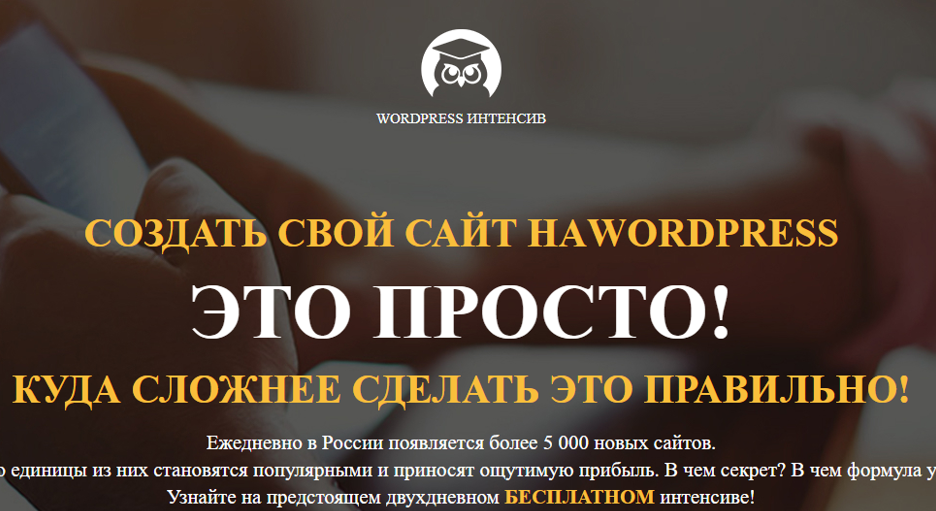 WORDPRESS ИНТЕНСИВ
СОЗДАТЬ СВОЙ САЙТ НАWORDPRESS
ЭТО ПРОСТО!
КУДА СЛОЖНЕЕ СДЕЛАТЬ ЭТО ПРАВИЛЬНО!
Ежедневно в России появляется более 5 000 новых сайтов.
единицы из них становятся популярными и приносят ощутимую прибыль. В чем секрет? В чем формула
Узнайте на предстоящем двухдневном БЕСПЛАТНОМ интенсиве!